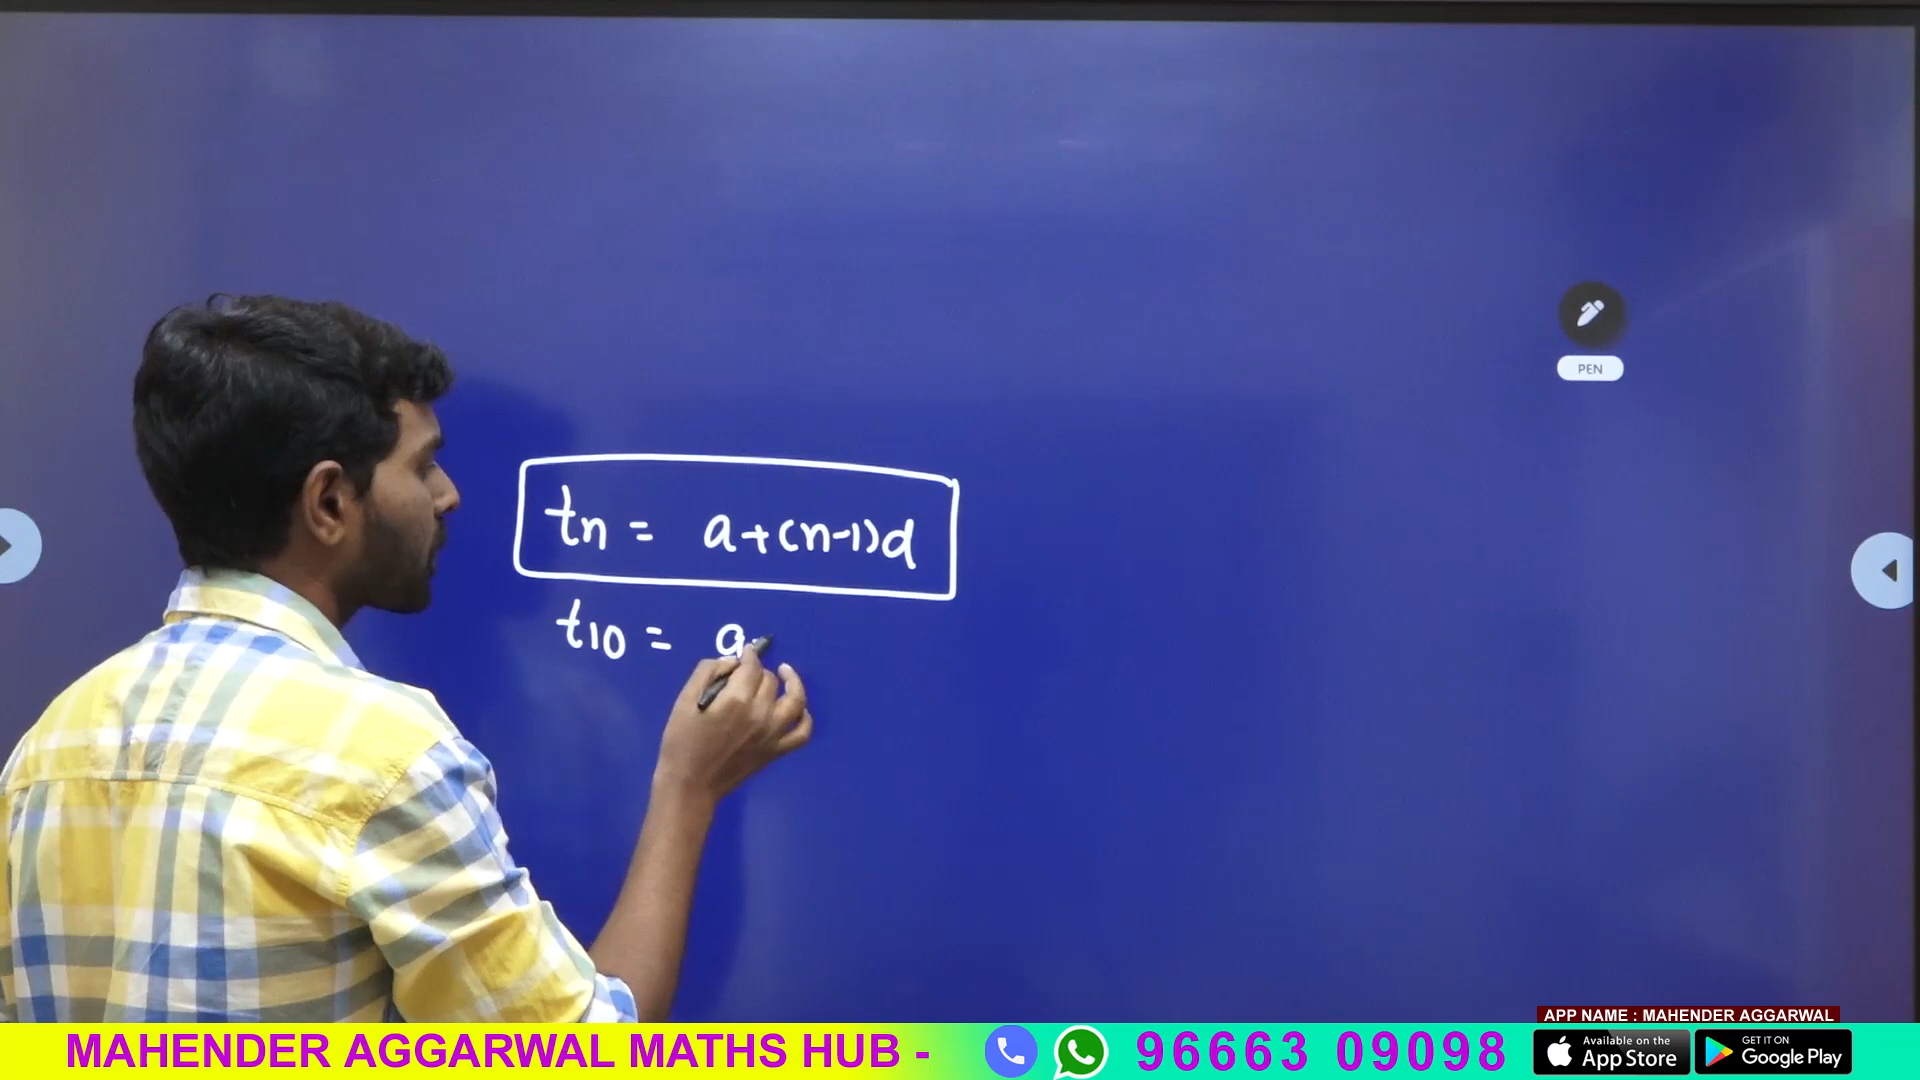 PEN
tn = a+(n-1)d
t10 = a
APP NAME : MAHENDER AGGARWAL
MAHENDER AGGARWAL MATHS HUB - 96663 09098
Available on the App Store
GET IT ON Google Play